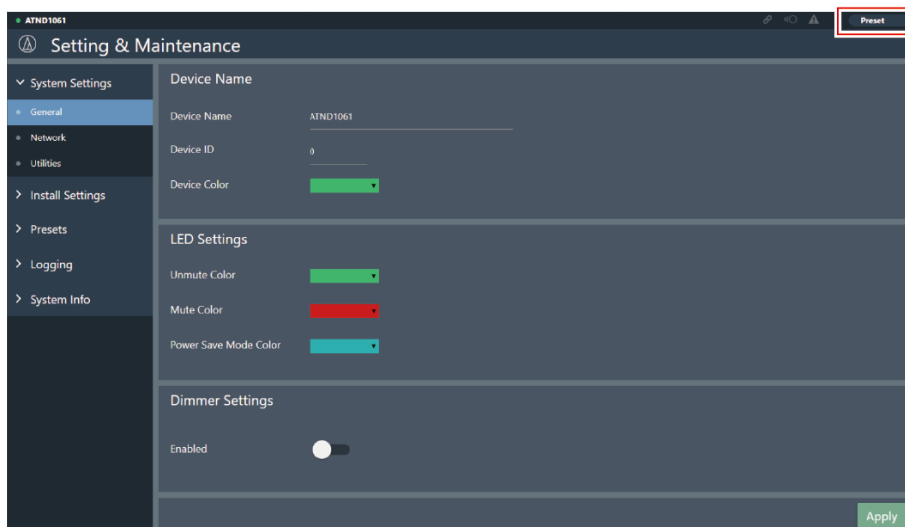 ATND1061
Preset
Setting & Maintenance
System Settings
General
Network
Utilities
Install Settings
Presets
Logging
System Info
Device Name
Device Name
ATND1061
Device ID
0
Device Color
LED Settings
Unmute Color
Mute Color
Power Save Mode Color
Dimmer Settings
Enabled
Apply